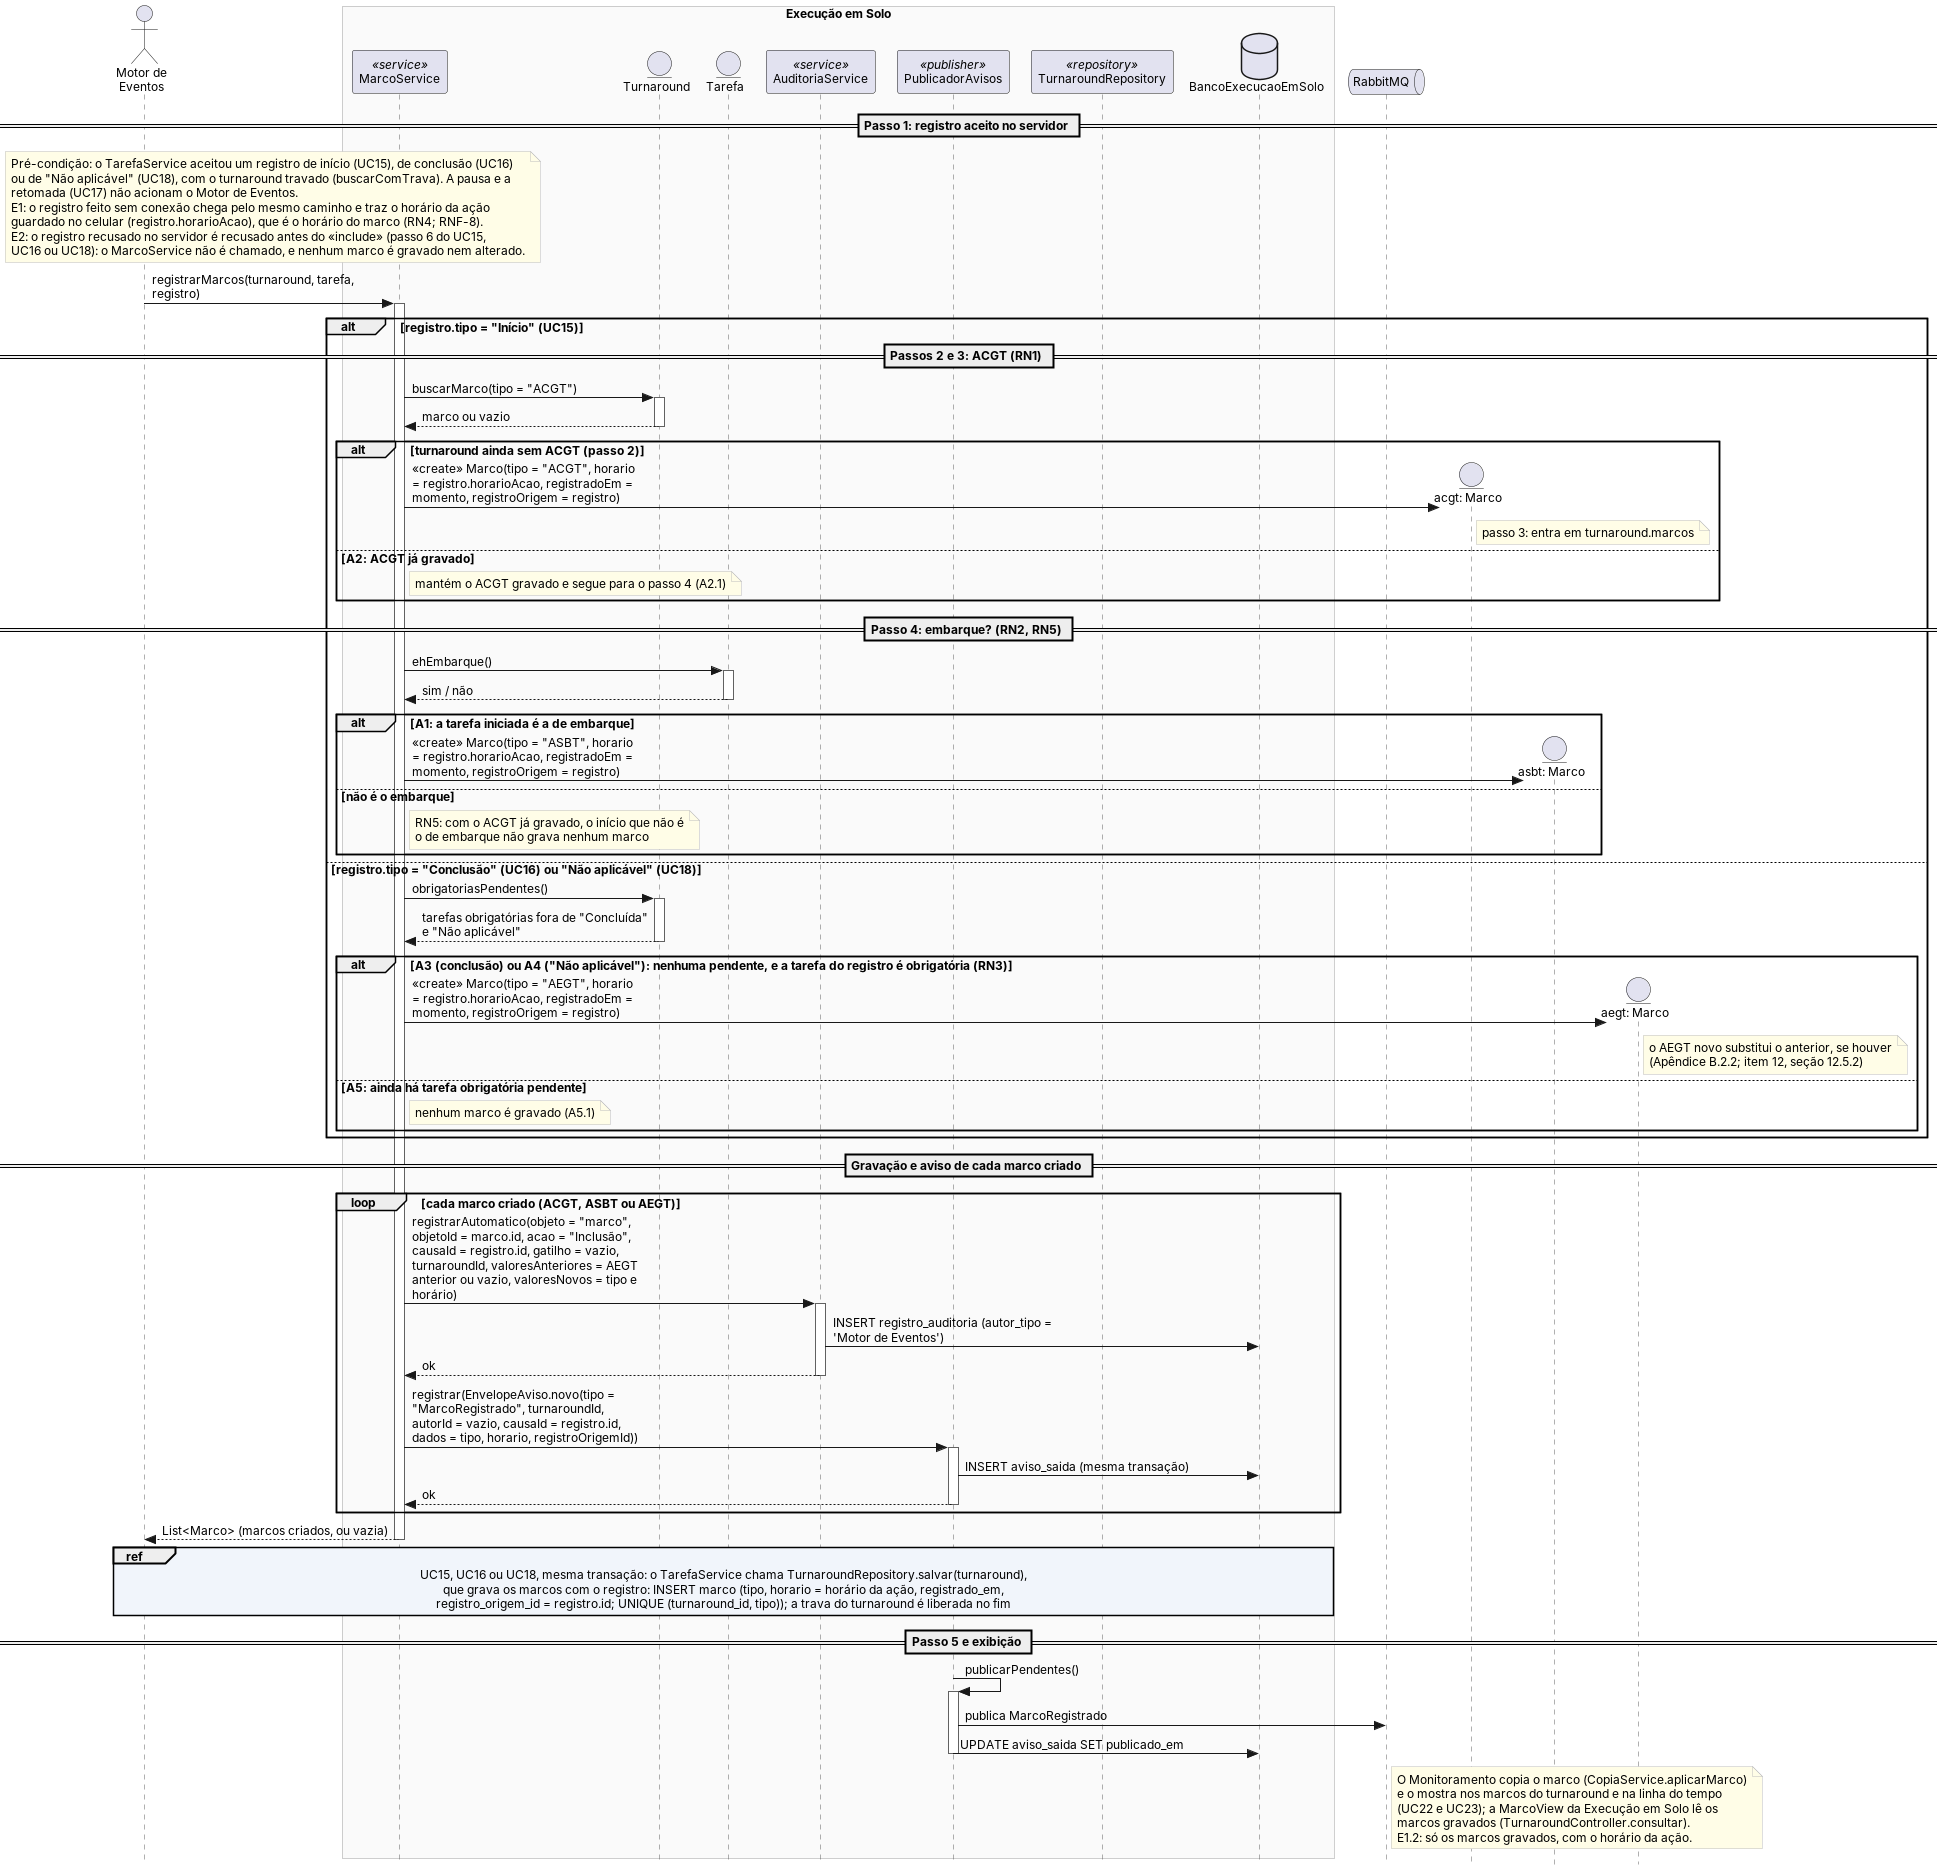 Execução em Solo
Motor de
Eventos
«service»
MarcoService
Turnaround
Tarefa
«service»
AuditoriaService
«publisher»
PublicadorAvisos
«repository»
TurnaroundRepository
BancoExecucaoEmSolo
RabbitMQ
Passo 1: registro aceito no servidor
Pré-condição: o TarefaService aceitou um registro de início (UC15), de conclusão (UC16)
ou de "Não aplicável" (UC18), com o turnaround travado (buscarComTrava). A pausa e a
retomada (UC17) não acionam o Motor de Eventos.
E1: o registro feito sem conexão chega pelo mesmo caminho e traz o horário da ação
guardado no celular (registro.horarioAcao), que é o horário do marco (RN4; RNF-8).
E2: o registro recusado no servidor é recusado antes do «include» (passo 6 do UC15,
UC16 ou UC18): o MarcoService não é chamado, e nenhum marco é gravado nem alterado.
registrarMarcos(turnaround, tarefa,
registro)
alt
[registro.tipo = "Início" (UC15)]
Passos 2 e 3: ACGT (RN1)
buscarMarco(tipo = "ACGT")
marco ou vazio
alt
[turnaround ainda sem ACGT (passo 2)]
«create» Marco(tipo = "ACGT", horario
= registro.horarioAcao, registradoEm =
momento, registroOrigem = registro)
acgt: Marco
passo 3: entra em turnaround.marcos
[A2: ACGT já gravado]
mantém o ACGT gravado e segue para o passo 4 (A2.1)
Passo 4: embarque? (RN2, RN5)
ehEmbarque()
sim / não
alt
[A1: a tarefa iniciada é a de embarque]
«create» Marco(tipo = "ASBT", horario
= registro.horarioAcao, registradoEm =
momento, registroOrigem = registro)
asbt: Marco
[não é o embarque]
RN5: com o ACGT já gravado, o início que não é
o de embarque não grava nenhum marco
[registro.tipo = "Conclusão" (UC16) ou "Não aplicável" (UC18)]
obrigatoriasPendentes()
tarefas obrigatórias fora de "Concluída"
e "Não aplicável"
alt
[A3 (conclusão) ou A4 ("Não aplicável"): nenhuma pendente, e a tarefa do registro é obrigatória (RN3)]
«create» Marco(tipo = "AEGT", horario
= registro.horarioAcao, registradoEm =
momento, registroOrigem = registro)
aegt: Marco
o AEGT novo substitui o anterior, se houver
(Apêndice B.2.2; item 12, seção 12.5.2)
[A5: ainda há tarefa obrigatória pendente]
nenhum marco é gravado (A5.1)
Gravação e aviso de cada marco criado
loop
[cada marco criado (ACGT, ASBT ou AEGT)]
registrarAutomatico(objeto = "marco",
objetoId = marco.id, acao = "Inclusão",
causaId = registro.id, gatilho = vazio,
turnaroundId, valoresAnteriores = AEGT
anterior ou vazio, valoresNovos = tipo e
horário)
INSERT registro_auditoria (autor_tipo =
'Motor de Eventos')
ok
registrar(EnvelopeAviso.novo(tipo =
"MarcoRegistrado", turnaroundId,
autorId = vazio, causaId = registro.id,
dados = tipo, horario, registroOrigemId))
INSERT aviso_saida (mesma transação)
ok
List<Marco> (marcos criados, ou vazia)
ref
UC15, UC16 ou UC18, mesma transação: o TarefaService chama TurnaroundRepository.salvar(turnaround),
que grava os marcos com o registro: INSERT marco (tipo, horario = horário da ação, registrado_em,
registro_origem_id = registro.id; UNIQUE (turnaround_id, tipo)); a trava do turnaround é liberada no fim
Passo 5 e exibição
publicarPendentes()
publica MarcoRegistrado
UPDATE aviso_saida SET publicado_em
O Monitoramento copia o marco (CopiaService.aplicarMarco)
e o mostra nos marcos do turnaround e na linha do tempo
(UC22 e UC23); a MarcoView da Execução em Solo lê os
marcos gravados (TurnaroundController.consultar).
E1.2: só os marcos gravados, com o horário da ação.